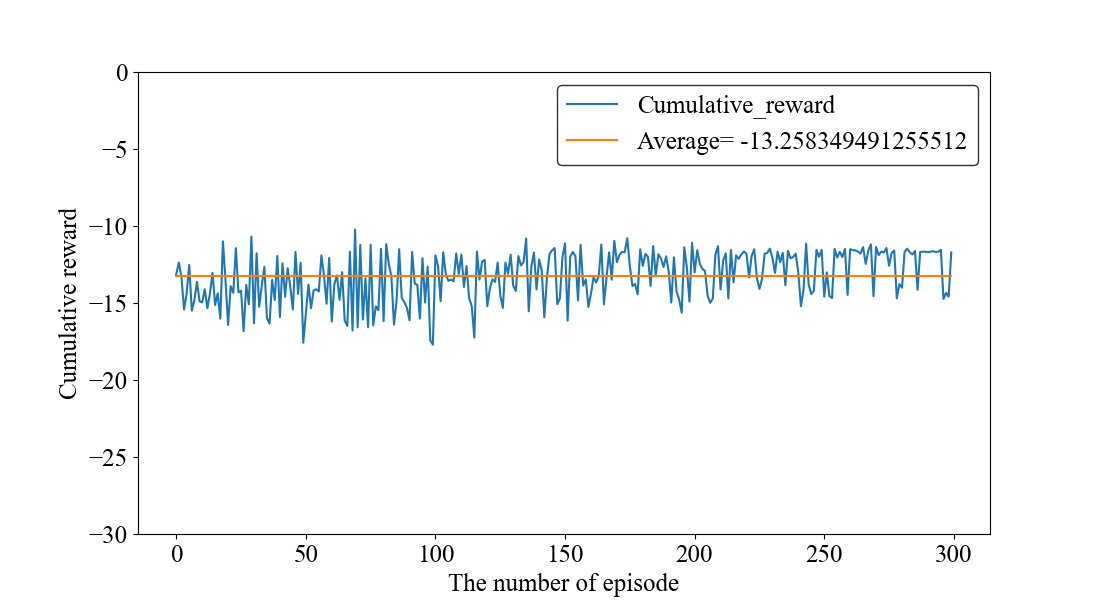 0
−5
−10
−15
−20
−25
−30
Cumulative reward
Cumulative_reward
Average= -13.258349491255512
0 50 100 150 200 250 300
The number of episode